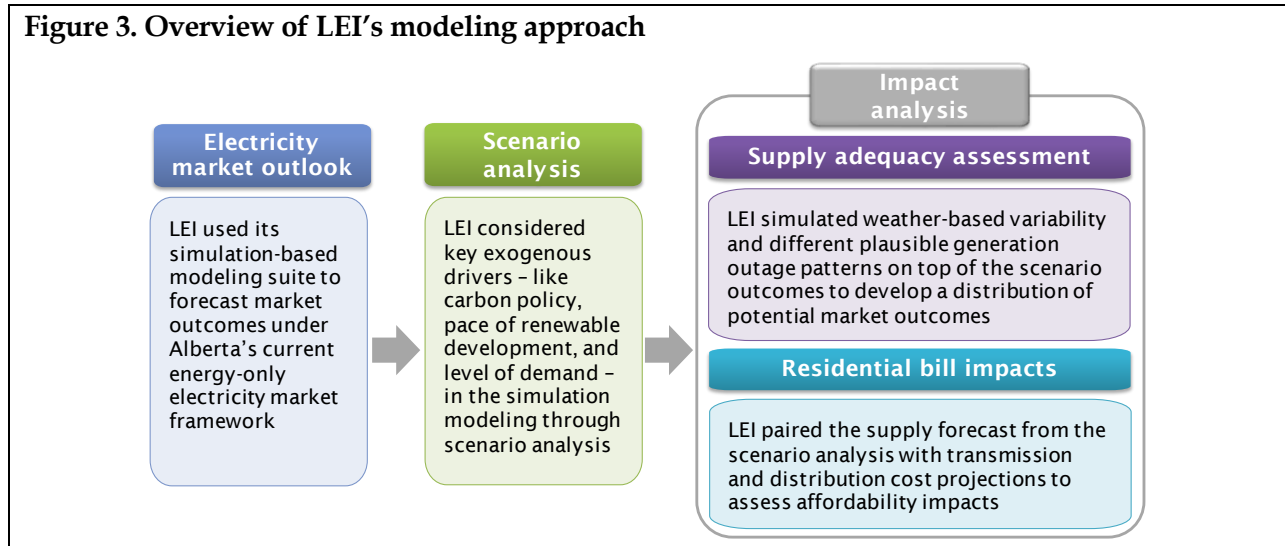 Figure 3. Overview of LEI's modeling approach
Electricity
market outlook
LEI used its
simulation-based
modeling suite to
forecast market
outcomes under
Alberta's current
energy-only
electricity market
framework
Scenario
analysis
LEI considered
key exogenous
drivers – like
carbon policy,
pace of renewable
development, and
level of demand –
in the simulation
modeling through
scenario analysis
Impact
analysis
Supply adequacy assessment
LEI simulated weather-based variability
and different plausible generation
outage patterns on top of the scenario
outcomes to develop a distribution of
potential market outcomes
Residential bill impacts
LEI paired the supply forecast from the
scenario analysis with transmission
and distribution cost projections to
assess affordability impacts